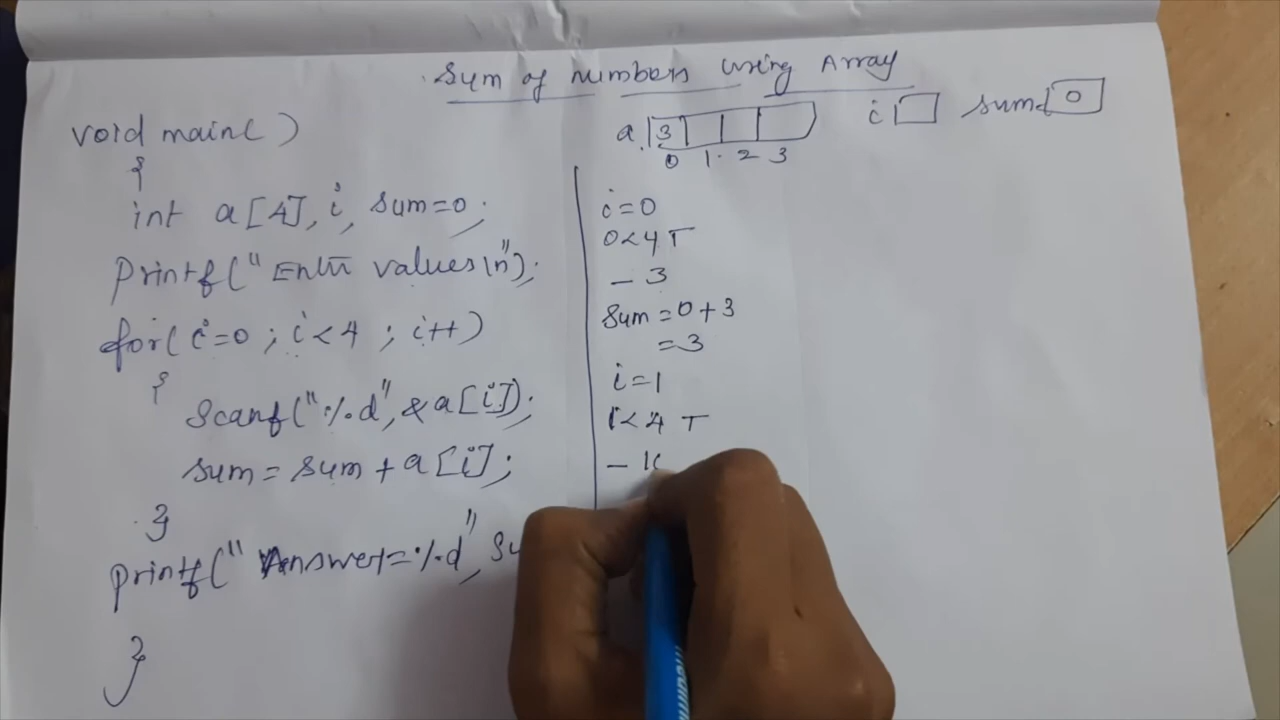 Sum of numbers using Array
void main( )
{
int a[4], i, sum=0;
printf(" Enter values\n");
for( i=0 ; i<4 ; i++)
{
Scanf("%d", &a[i]);
sum = sum + a[i];
}
printf(" Answer=%d",
}
a 3
0 1 2 3
i sum 0
i=0
0<4 T
- 3
Sum = 0+3
=3
i=1
1<4 T